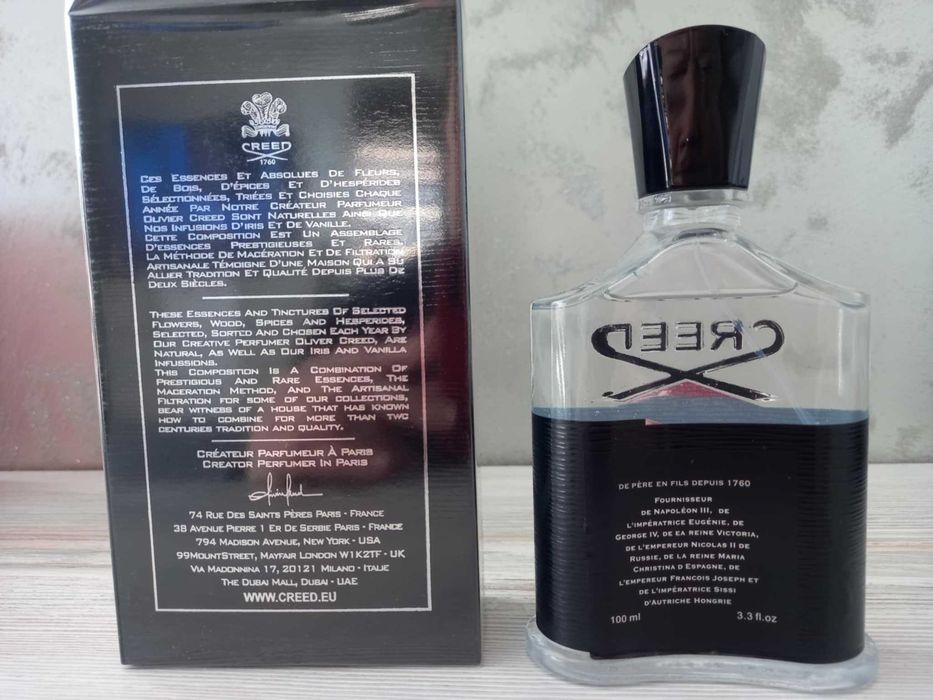 CREED
1760
Ces Essences Et Absolues De Fleurs,
De Bois, D'épices Et D'hespérides
Sélectionnées, Triées Et Choisies Chaque
Année Par Notre Créateur Parfumeur
Olivier Creed Sont Naturelles Ainsi Que
Nos Infusions D'iris Et De Vanille.
Cette Composition Est Un Assemblage
D'essences Prestigieuses Et Rares.
La Méthode De Macération Et De Filtration
Artisanale Témoigne D'une Maison Qui A Su
Allier Tradition Et Qualité Depuis Plus De
Deux Siècles.
These Essences And Tinctures Of Selected
Flowers, Wood, Spices And Hesperides,
Selected, Sorted And Chosen Each Year By
Our Creative Perfumer Oliver Creed, Are
Natural, As Well As Our Iris And Vanilla
Infussions.
This Composition Is A Combination Of
Prestigious And Rare Essences, The
Maceration Method, And The Artisanal
Filtration for some of our collections,
bear witness of a house that has known
how to combine for more than two
centuries tradition and quality.
Créateur Parfumeur À Paris
Creator Perfumer In Paris
74 Rue Des Saints Pères Paris - France
38 Avenue Pierre 1 Er De Serbie Paris - France
794 Madison Avenue, New York - USA
99MountStreet, Mayfair London W1K2TF - UK
Via Madonnina 17, 20121 Milano - Italie
The Dubai Mall, Dubai - UAE
WWW.CREED.EU
CREED
DE PÈRE EN FILS DEPUIS 1760
Fournisseur
de Napoléon III, de
l'impératrice Eugénie, de
George IV, de ea reine Victoria,
de l'empereur Nicolas II de
Russie, de la reine Maria
Christina d Espagne, de
l'empereur François Joseph et
de l'impératrice Sissi
d'Autriche Hongrie
100 ml 3.3 fl.oz